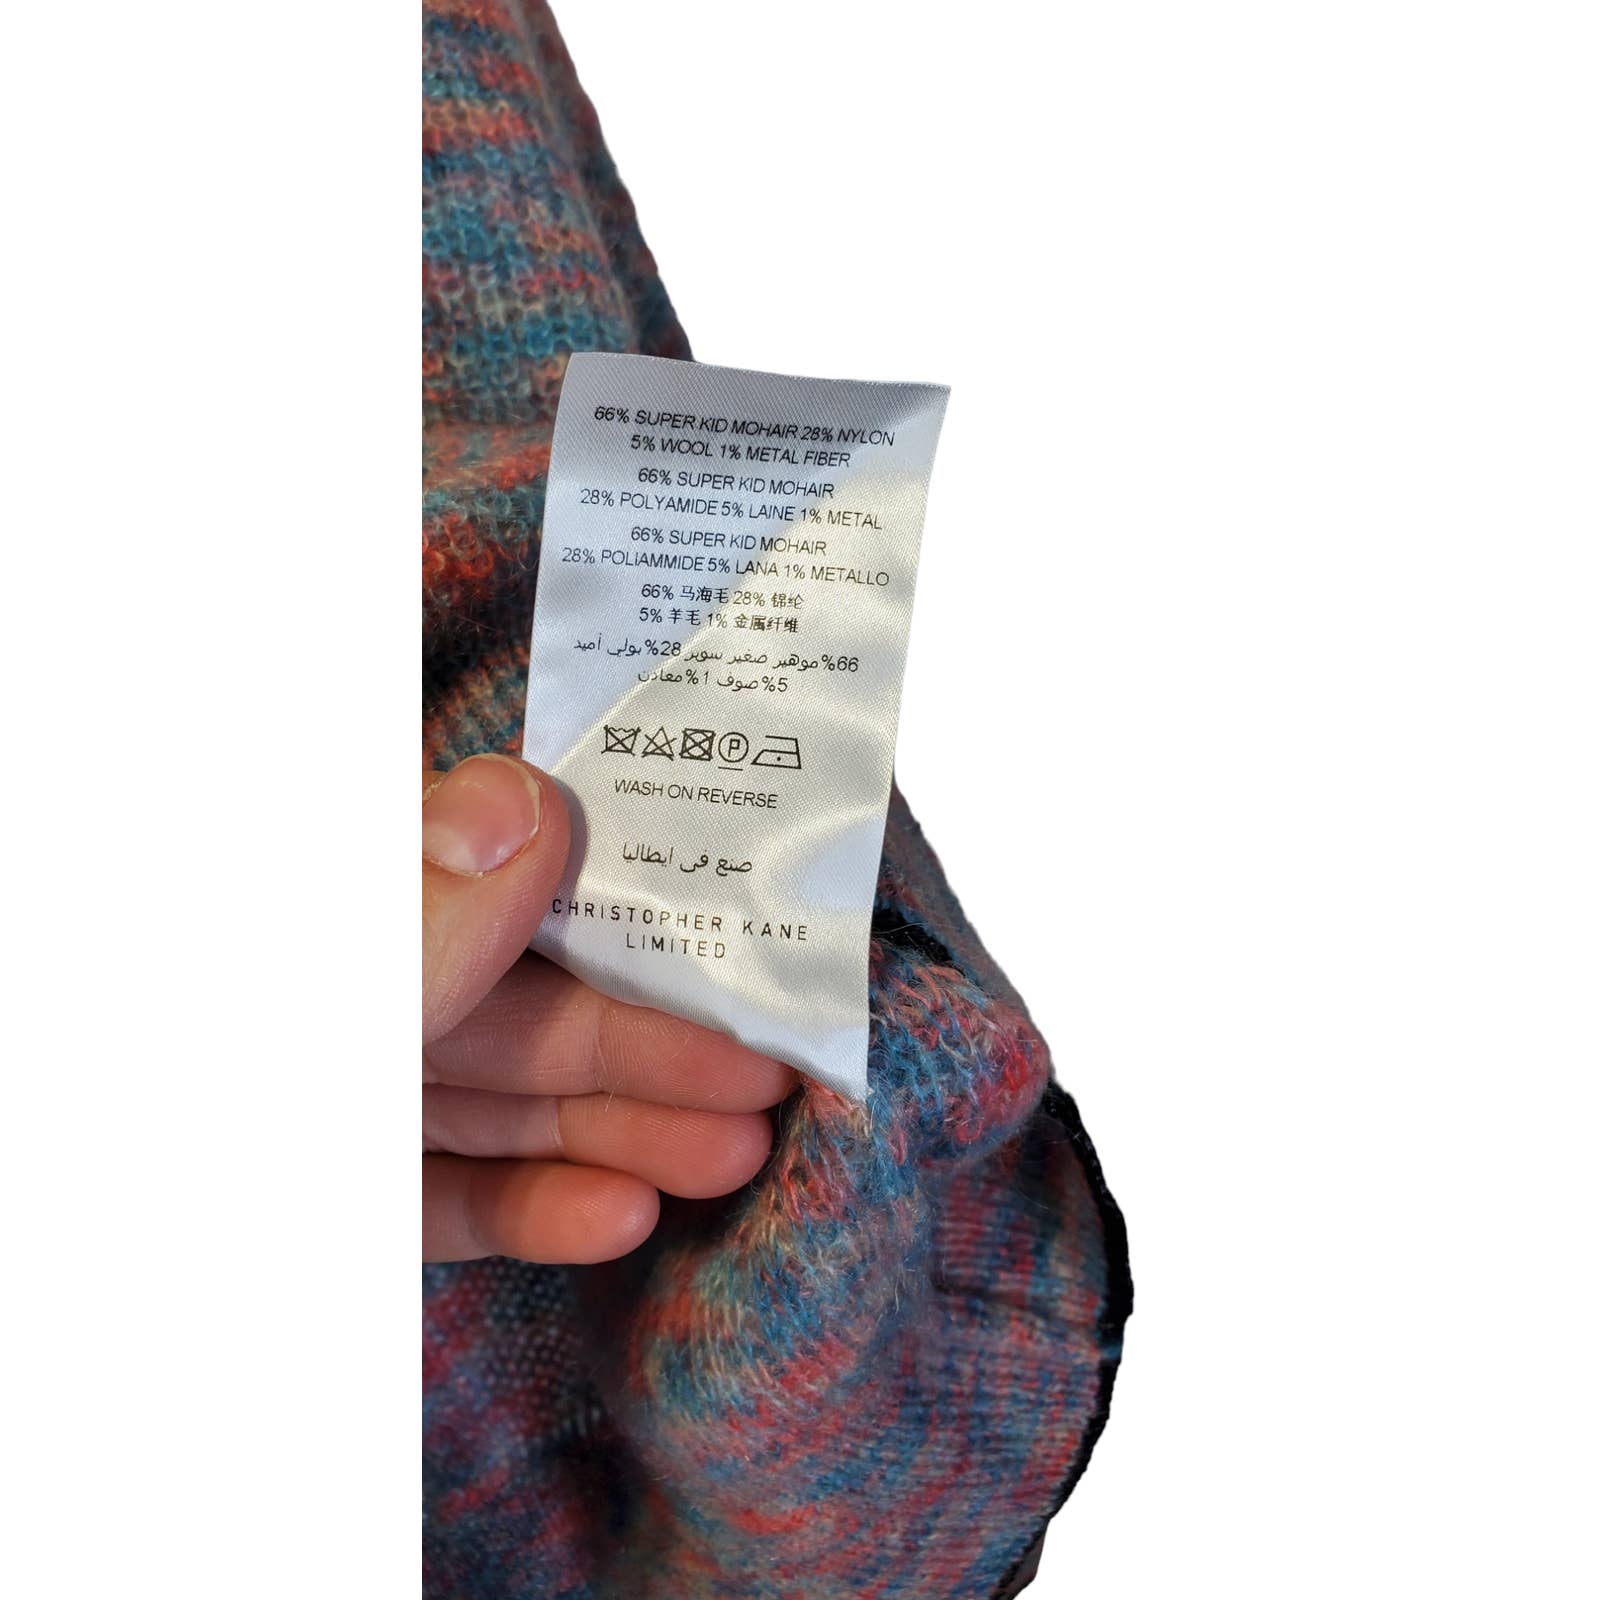 66% SUPER KID MOHAIR 28% NYLON
5% WOOL 1% METAL FIBER
66% SUPER KID MOHAIR
28% POLYAMIDE 5% LAINE 1% METAL
66% SUPER KID MOHAIR
28% POLIAMMIDE 5% LANA 1% METALLO
66% 马海毛 28% 锦纶
5% 羊毛 1% 金属纤维
66%موهير صغير سوبر 28%بولي أميد
5%صوف 1%معادن
P
WASH ON REVERSE
صنع في ايطاليا
CHRISTOPHER KANE
LIMITED